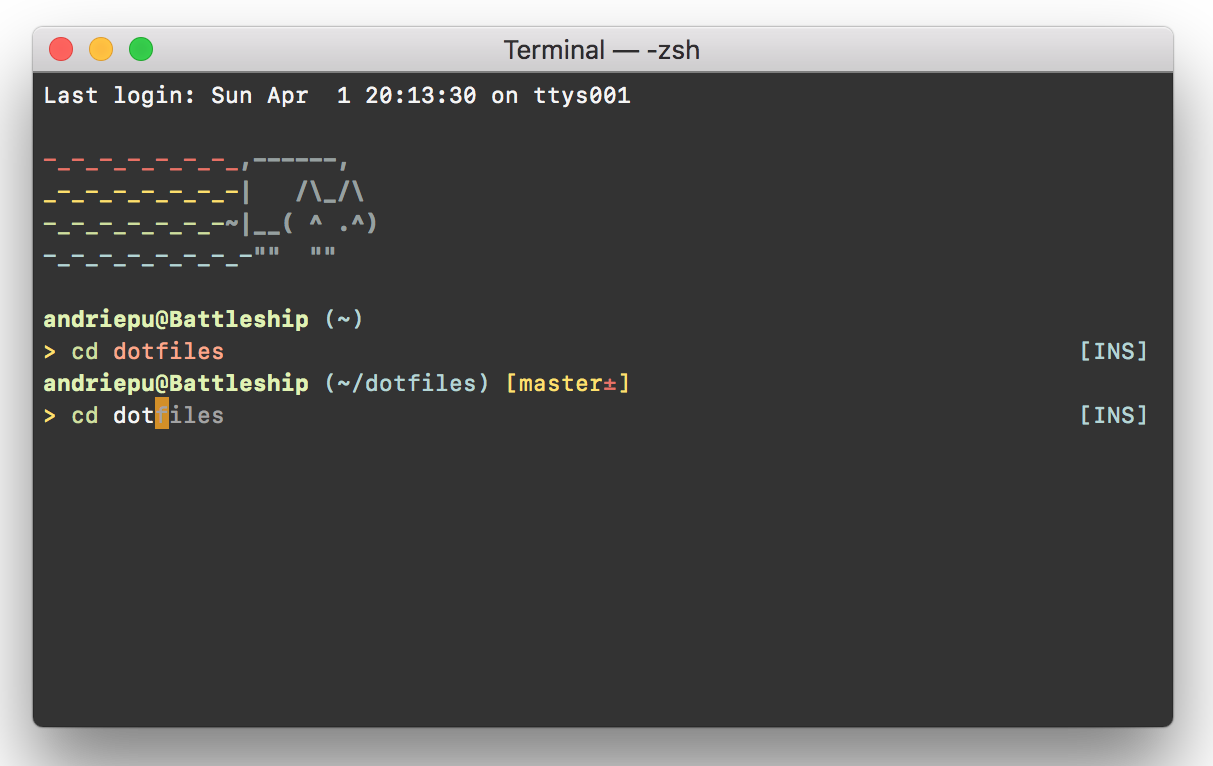 Terminal — -zsh
Last login: Sun Apr  1 20:13:30 on ttys001
-_-_-_-_-_-_-_,------,
_-_-_-_-_-_-_-|   /\_/\
-_-_-_-_-_-_-~|__( ^ .^)
-_-_-_-_-_-_-_-""  ""
andriepu@Battleship (~)
> cd dotfiles [INS]
andriepu@Battleship (~/dotfiles) [master±]
> cd dotfiles [INS]